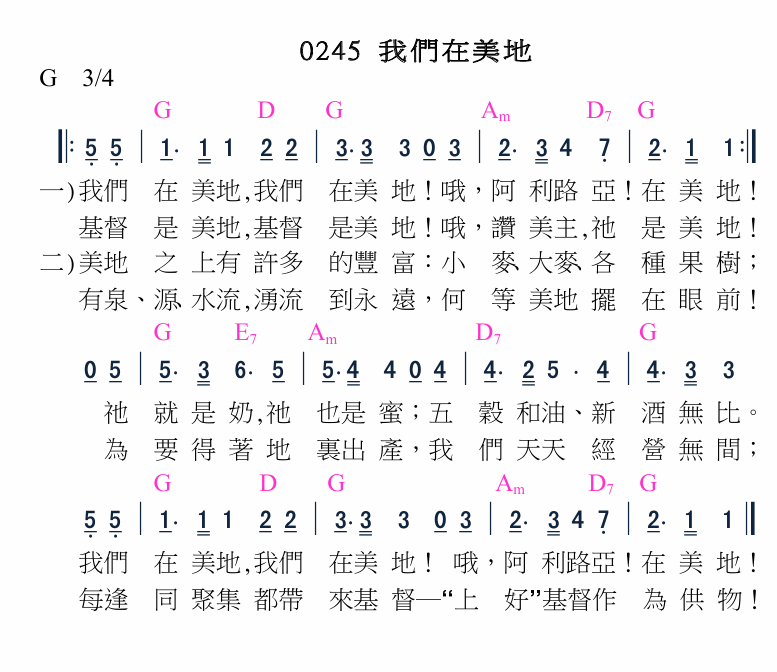 0245 我們在美地
G 3/4
G D G Am D7 G
5 5 | 1· 1 1 2 2 | 3· 3 3 0 3 | 2· 3 4 7 | 2· 1 1
一)我們 在 美地,我們 在美 地！哦，阿 利路 亞！在 美 地！
基督 是 美地,基督 是美 地！哦，讚 美主,祂 是 美 地！
二)美地 之 上有 許多 的豐 富：小 麥、大麥、各 種 果 樹；
有泉、源、水流,湧流 到永 遠，何 等 美地 擺 在 眼 前！
G E7 Am D7 G
0 5 | 5· 3 6· 5 | 5· 4 4 0 4 | 4· 2 5 · 4 | 4· 3 3
祂 就 是 奶,祂 也是 蜜；五 穀 和油、新 酒 無 比。
為 要 得 著 地 裏出 產，我 們 天天 經 營 無 間；
G D G Am D7 G
5 5 | 1· 1 1 2 2 | 3· 3 3 0 3 | 2· 3 4 7 | 2· 1 1
我們 在 美地,我們 在美 地！ 哦，阿 利路亞！在 美 地！
每逢 同 聚集 都帶 來基 督—“上 好”基督作 為 供 物！